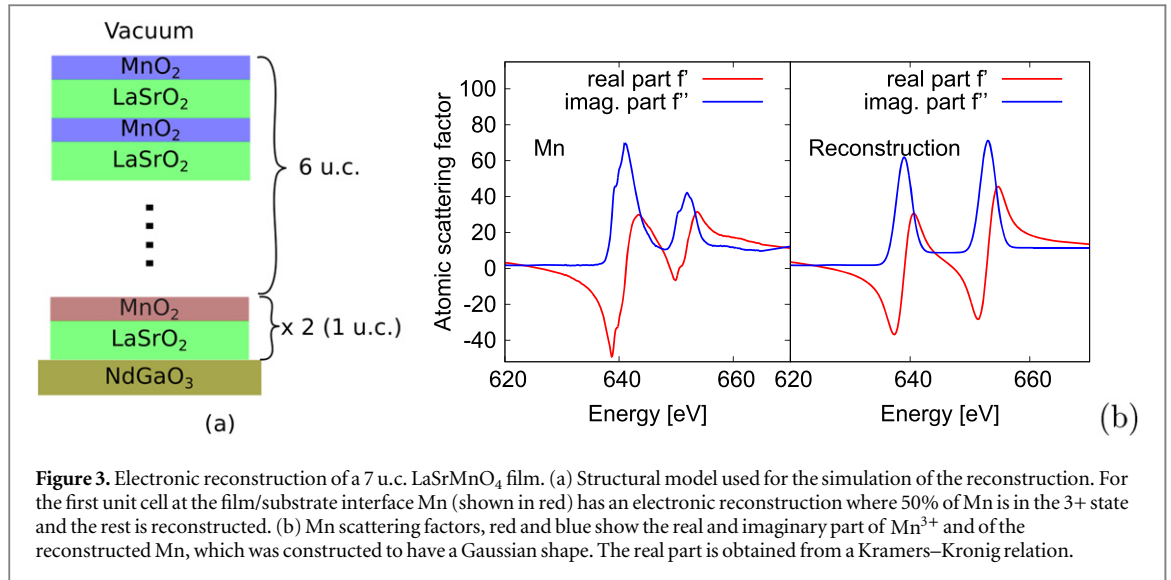 Vacuum
MnO₂
LaSrO₂
MnO₂
LaSrO₂
6 u.c.
MnO₂
LaSrO₂
x 2 (1 u.c.)
NdGaO₃
(a)
real part f'
imag. part f''
Mn
Atomic scattering factor
100
80
60
40
20
0
-20
-40
620
640
660
Energy [eV]
real part f'
imag. part f''
Reconstruction
620
640
660
Energy [eV]
(b)
Figure 3. Electronic reconstruction of a 7 u.c. LaSrMnO₄ film. (a) Structural model used for the simulation of the reconstruction. For
the first unit cell at the film/substrate interface Mn (shown in red) has an electronic reconstruction where 50% of Mn is in the 3+ state
and the rest is reconstructed. (b) Mn scattering factors, red and blue show the real and imaginary part of Mn³⁺ and of the
reconstructed Mn, which was constructed to have a Gaussian shape. The real part is obtained from a Kramers–Kronig relation.